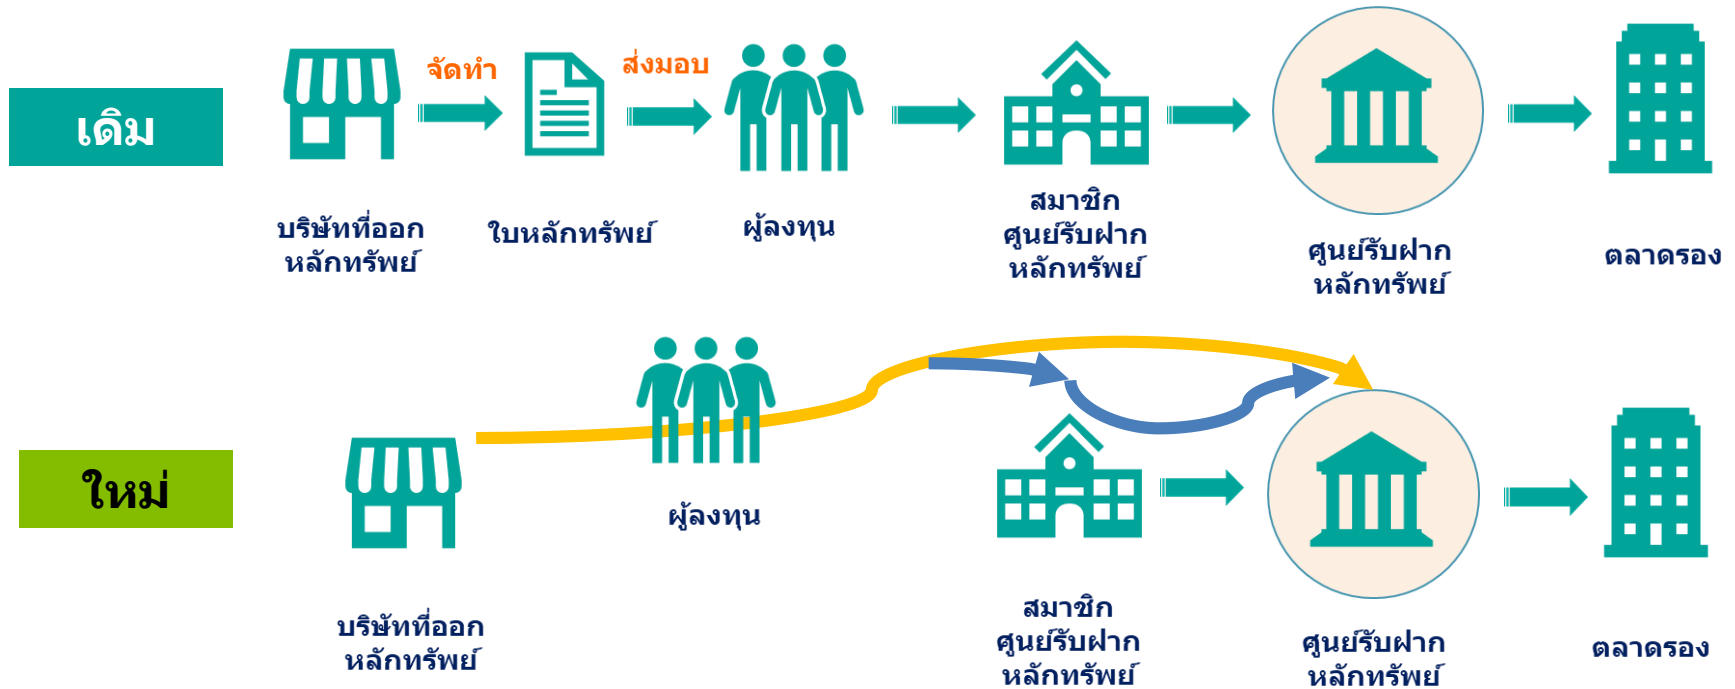 จัดทำ
ส่งมอบ
เดิม
บริษัทที่ออก
หลักทรัพย์
ใบหลักทรัพย์
ผู้ลงทุน
สมาชิก
ศูนย์รับฝาก
หลักทรัพย์
ศูนย์รับฝาก
หลักทรัพย์
ตลาดรอง
ใหม่
บริษัทที่ออก
หลักทรัพย์
ผู้ลงทุน
สมาชิก
ศูนย์รับฝาก
หลักทรัพย์
ศูนย์รับฝาก
หลักทรัพย์
ตลาดรอง